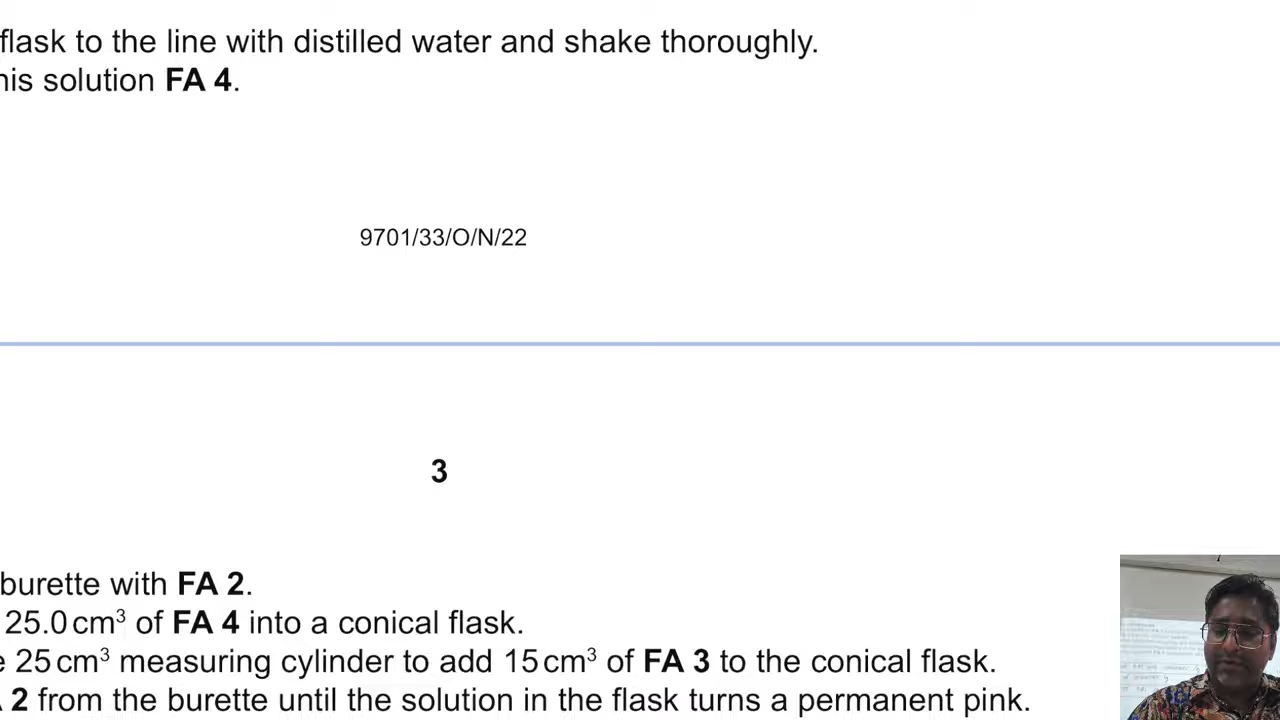 flask to the line with distilled water and shake thoroughly.
his solution FA 4.
9701/33/O/N/22
3
burette with FA 2.
25.0 cm³ of FA 4 into a conical flask.
e 25 cm³ measuring cylinder to add 15 cm³ of FA 3 to the conical flask.
2 from the burette until the solution in the flask turns a permanent pink.